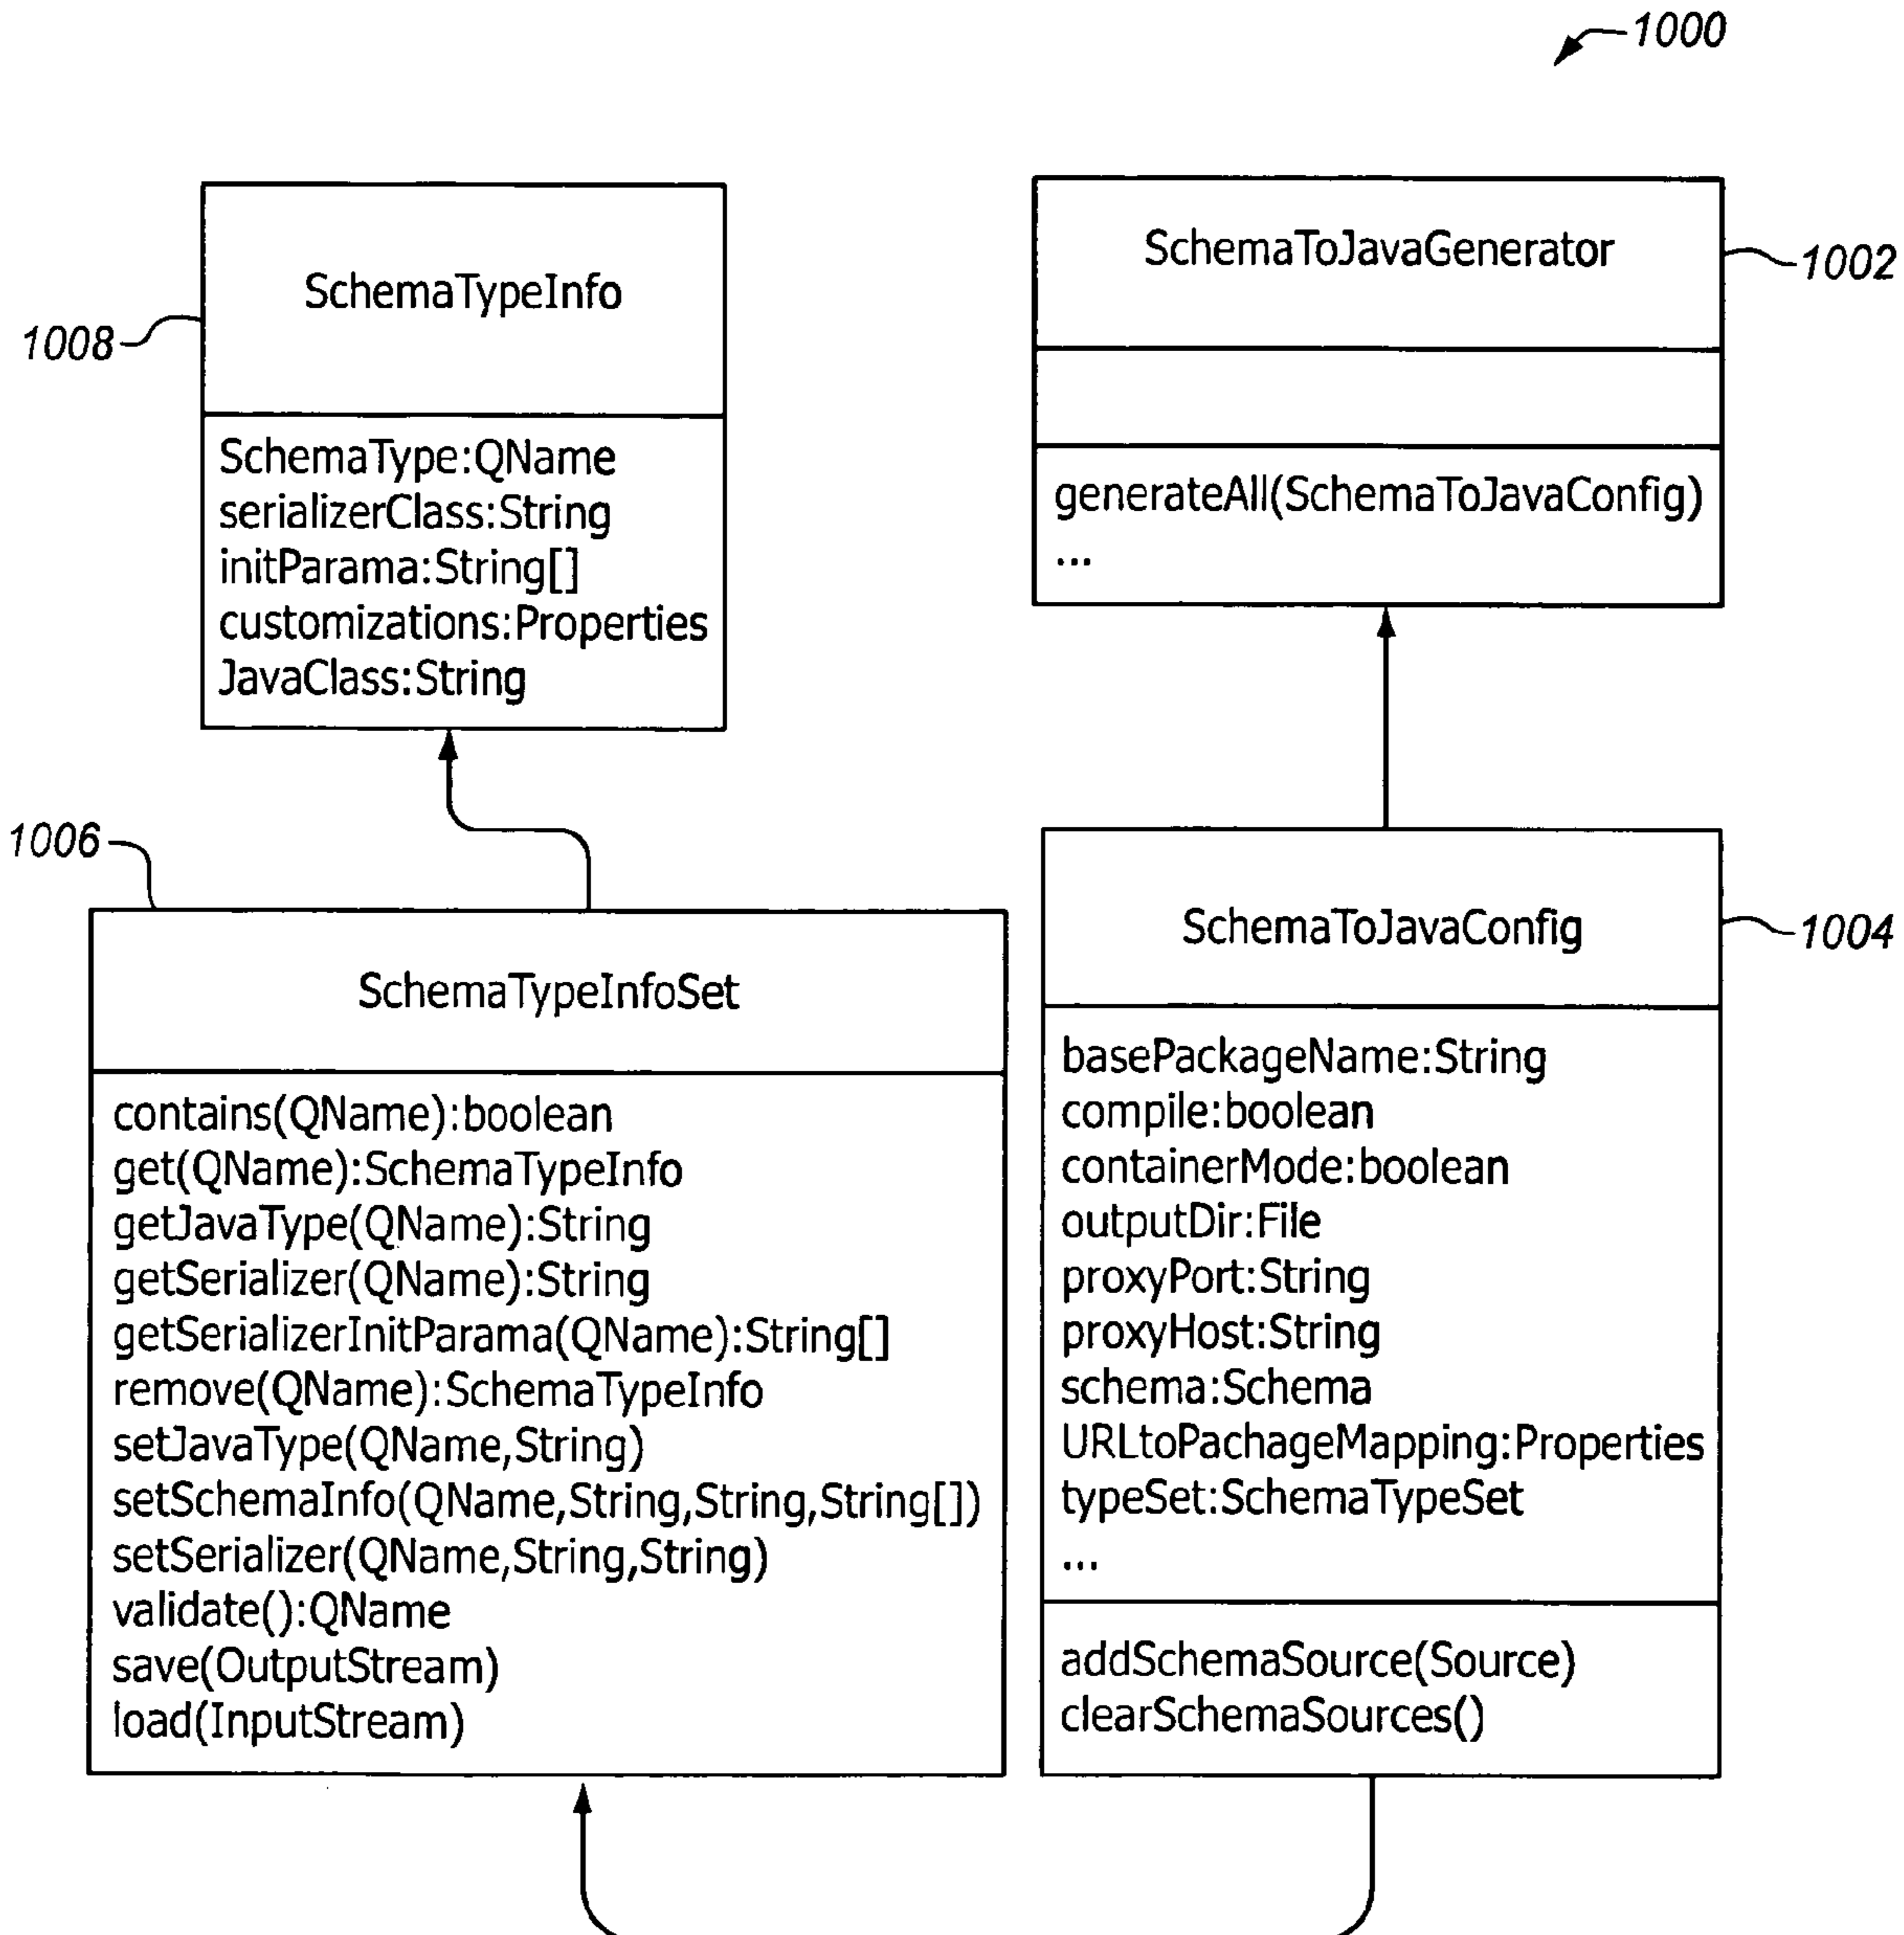 1000
SchemaTypeInfo
1008
SchemaType:QName
serializerClass:String
initParama:String[]
customizations:Properties
JavaClass:String
SchemaToJavaGenerator
1002
generateAll(SchemaToJavaConfig)
...
1006
SchemaTypeInfoSet
contains(QName):boolean
get(QName):SchemaTypeInfo
getJavaType(QName):String
getSerializer(QName):String
getSerializerInitParama(QName):String[]
remove(QName):SchemaTypeInfo
setJavaType(QName,String)
setSchemaInfo(QName,String,String,String[])
setSerializer(QName,String,String)
validate():QName
save(OutputStream)
load(InputStream)
SchemaToJavaConfig
1004
basePackageName:String
compile:boolean
containerMode:boolean
outputDir:File
proxyPort:String
proxyHost:String
schema:Schema
URLtoPachageMapping:Properties
typeSet:SchemaTypeSet
...
addSchemaSource(Source)
clearSchemaSources()